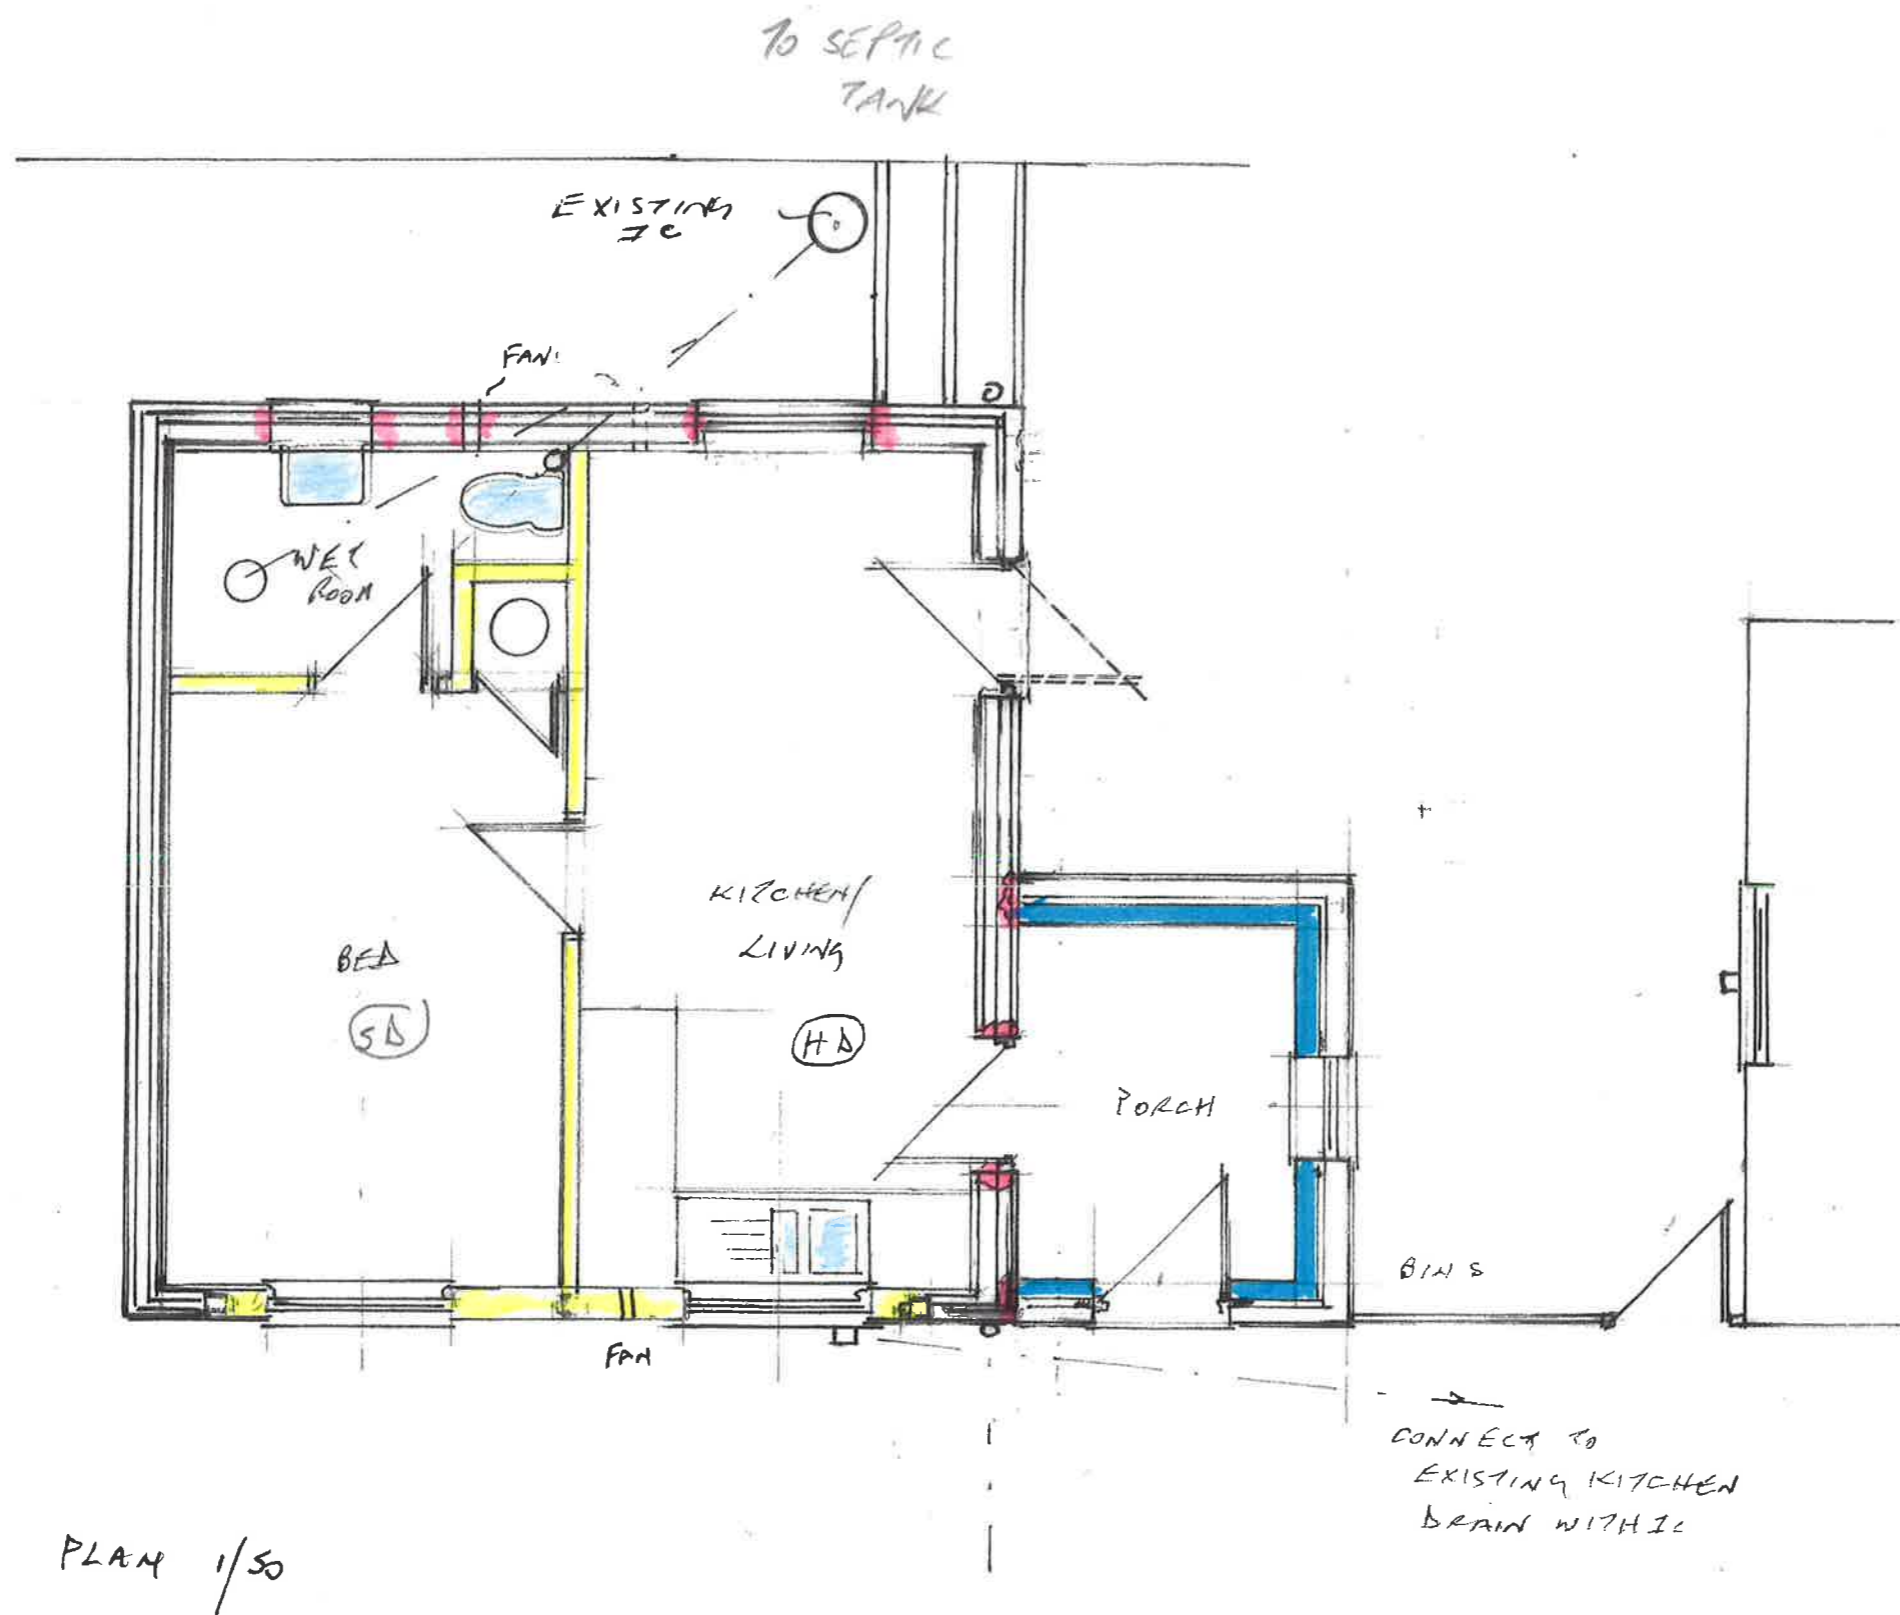 TO SEPTIC
TANK
EXISTING
IC
FAN
WET
ROOM
KITCHEN/
LIVING
BED
SD
HD
PORCH
BINS
FAN
CONNECT TO
EXISTING KITCHEN
DRAIN WITH IC
PLAN 1/50